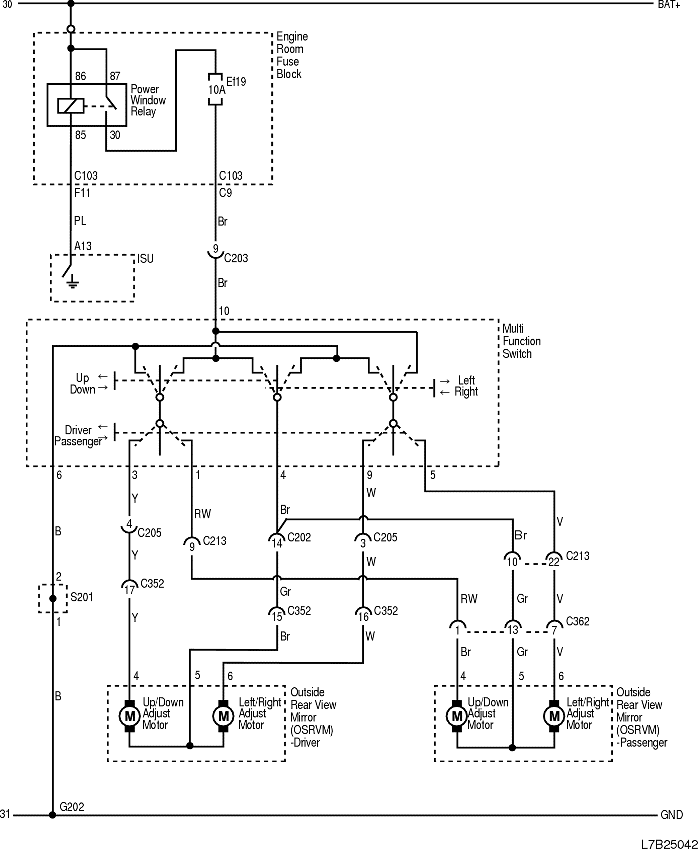 30
BAT+
Engine
Room
Fuse
Block
86
87
Power
Window
Relay
Ef19
10A
85
30
C103
C103
F11
C9
PL
Br
A13
ISU
9
C203
Br
10
Multi
Function
Switch
Up
Down
Left
Right
Driver
Passenger
6
3
1
4
9
5
Y
RW
Br
W
V
B
4
C205
9
C213
14
C202
3
C205
Br
10
22
C213
2
S201
1
Y
17
C352
Gr
15
C352
W
16
C352
RW
Gr
V
1
13
7
C362
Y
Br
W
Br
Gr
V
B
4
5
6
4
5
6
Up/Down
Adjust
Motor
M
Left/Right
Adjust
Motor
M
Outside
Rear View
Mirror
(OSRVM)
-Driver
Up/Down
Adjust
Motor
M
Left/Right
Adjust
Motor
M
Outside
Rear View
Mirror
(OSRVM)
-Passenger
G202
31
GND
L7B25042